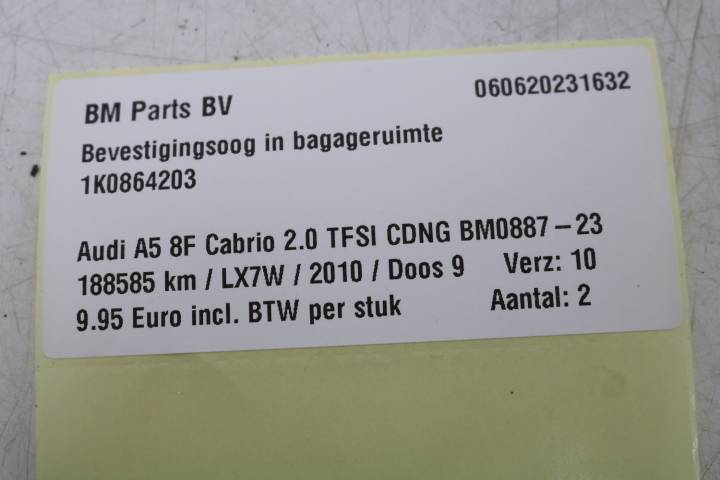 BM Parts BV 060620231632
Bevestigingsoog in bagageruimte
1K0864203
Audi A5 8F Cabrio 2.0 TFSI CDNG BM0887-23
188585 km / LX7W / 2010 / Doos 9 Verz: 10
9.95 Euro incl. BTW per stuk Aantal: 2